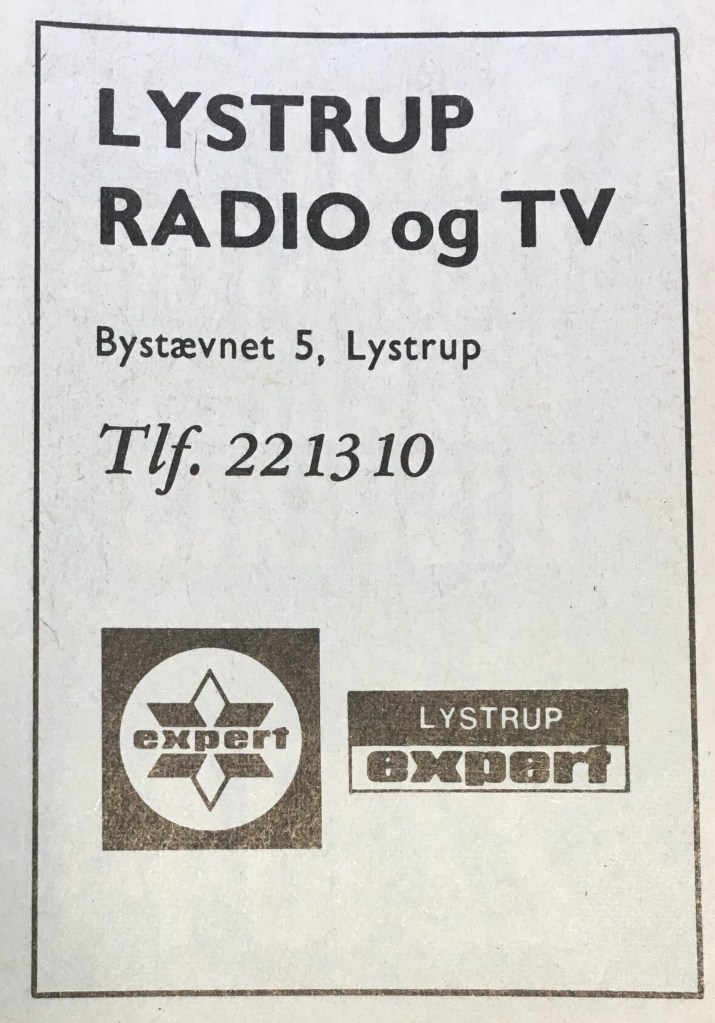 LYSTRUP
RADIO og TV
Bystævnet 5, Lystrup
Tlf. 22 13 10
expert
LYSTRUP
expert